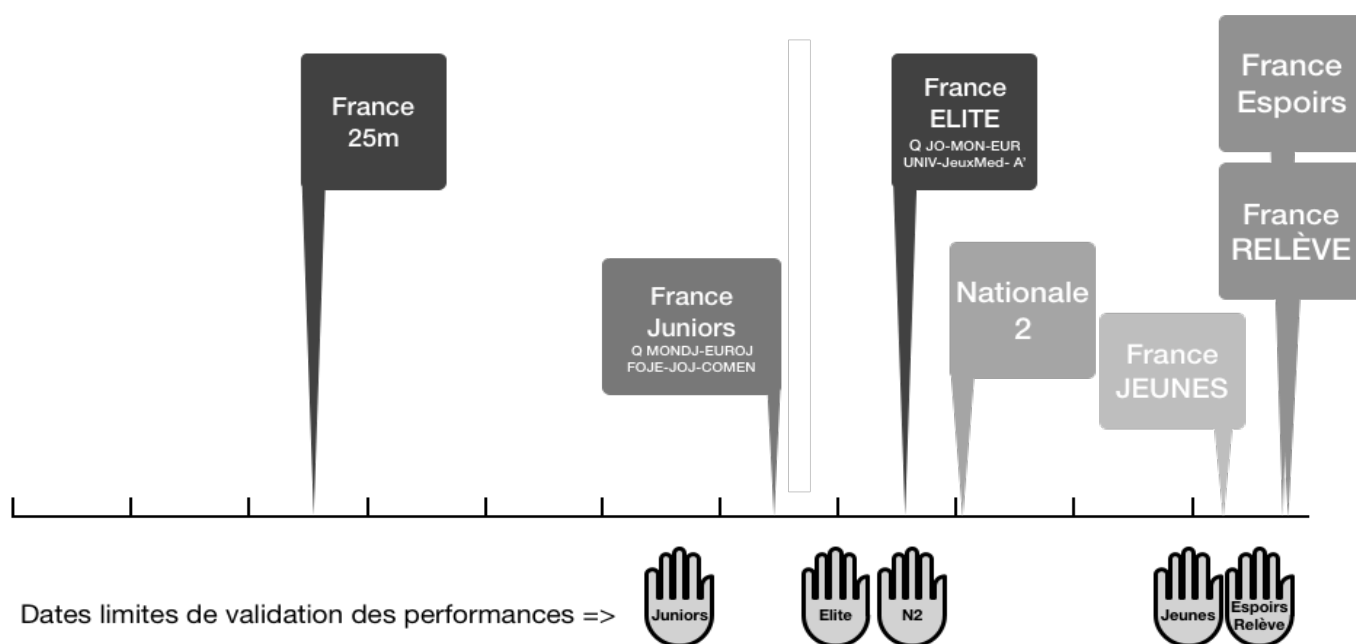 France
25m
France
Juniors
Q MONDJ-EUROJ
FOJE-JOJ-COMEN
France
ELITE
Q JO-MON-EUR
UNIV-JeuxMed- A'
Nationale
2
France
JEUNES
France
Espoirs
France
RELÈVE
Dates limites de validation des performances =>
Juniors
Elite
N2
Jeunes
Espoirs
Relève